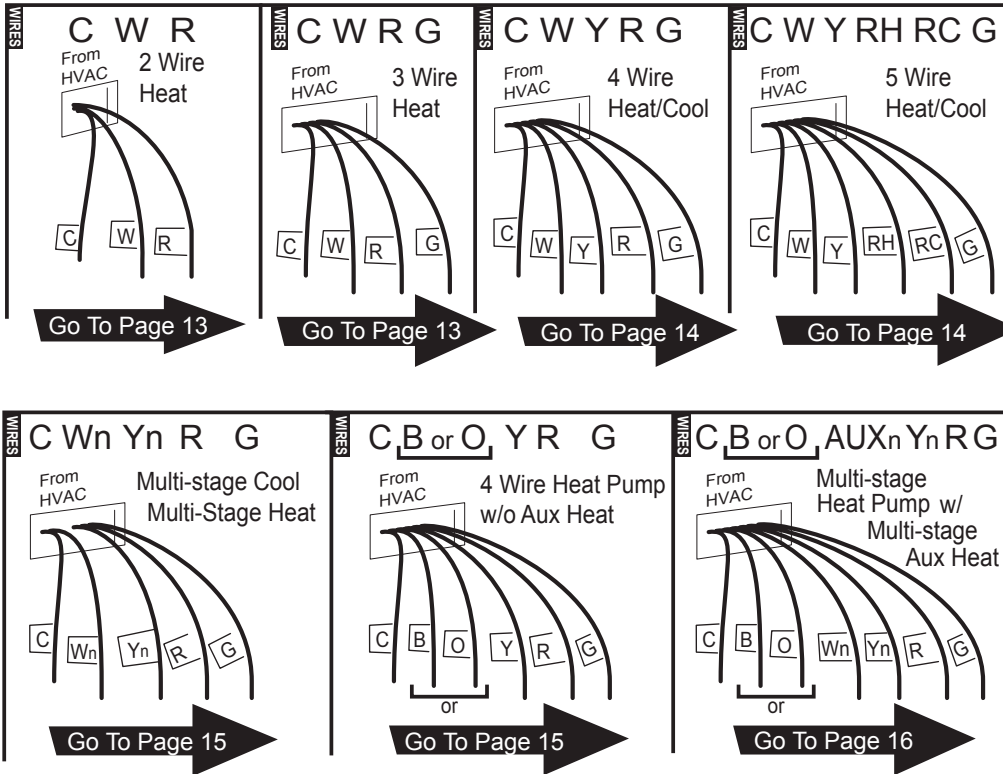 WIRES
C W R
From
HVAC
2 Wire
Heat
C
W
R
Go To Page 13
WIRES
C W R G
From
HVAC
3 Wire
Heat
C
W
R
G
Go To Page 13
WIRES
C W Y R G
From
HVAC
4 Wire
Heat/Cool
C
W
Y
R
G
Go To Page 14
WIRES
C W Y RH RC G
From
HVAC
5 Wire
Heat/Cool
C
W
Y
RH
RC
G
Go To Page 14
WIRES
C Wn Yn R G
From
HVAC
Multi-stage Cool
Multi-Stage Heat
C
Wn
Yn
R
G
Go To Page 15
WIRES
C B or O Y R G
From
HVAC
4 Wire Heat Pump
w/o Aux Heat
C
B
O
Y
R
G
or
Go To Page 15
WIRES
C B or O AUXn Yn R G
From
HVAC
Multi-stage
Heat Pump w/
Multi-stage
Aux Heat
C
B
O
Wn
Yn
R
G
or
Go To Page 16